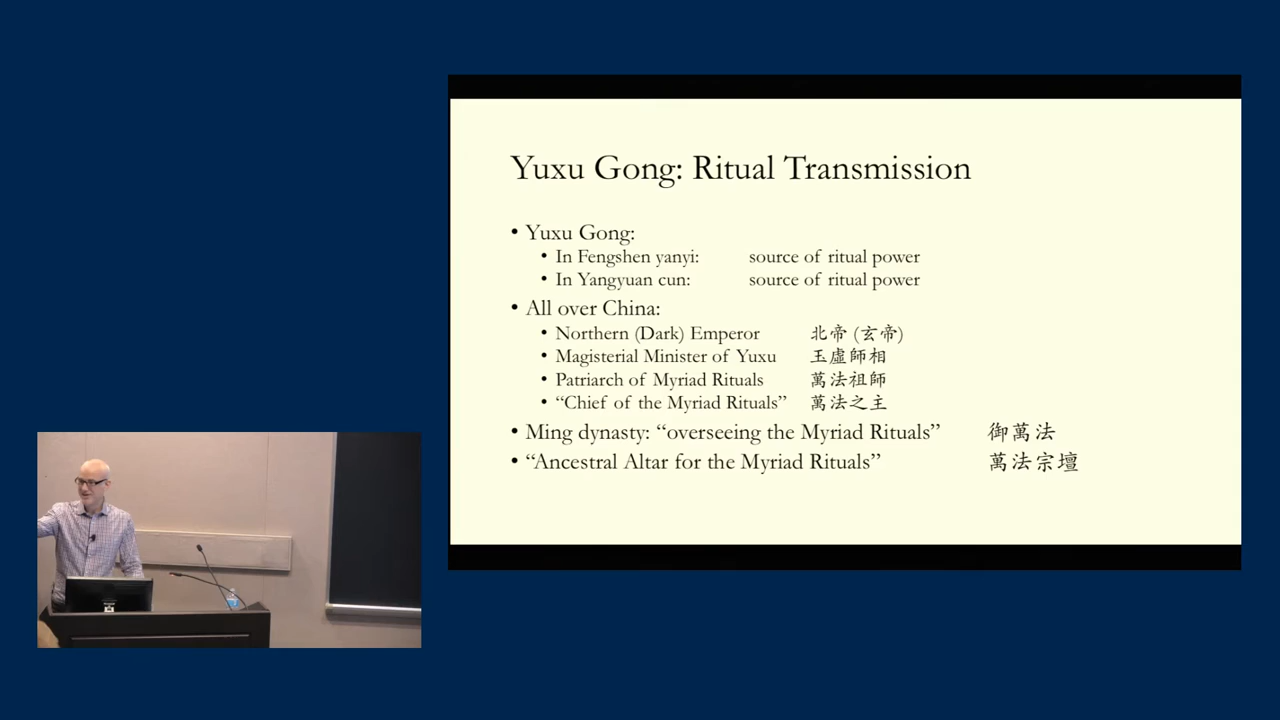 Yuxu Gong: Ritual Transmission
• Yuxu Gong:
• In Fengshen yanyi: source of ritual power
• In Yangyuan cun: source of ritual power
• All over China:
• Northern (Dark) Emperor 北帝 (玄帝)
• Magisterial Minister of Yuxu 玉虛師相
• Patriarch of Myriad Rituals 萬法祖師
• “Chief of the Myriad Rituals” 萬法之主
• Ming dynasty: “overseeing the Myriad Rituals” 御萬法
• “Ancestral Altar for the Myriad Rituals” 萬法宗壇